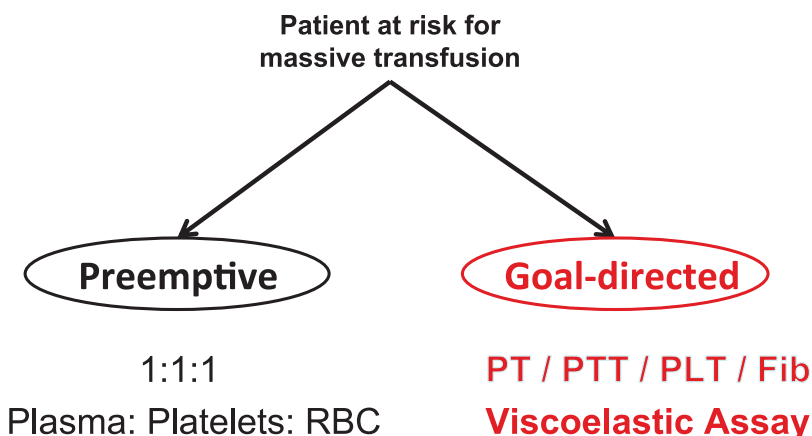 Patient at risk for
massive transfusion
Preemptive
Goal-directed
1:1:1
Plasma: Platelets: RBC
PT / PTT / PLT / Fib
Viscoelastic Assay